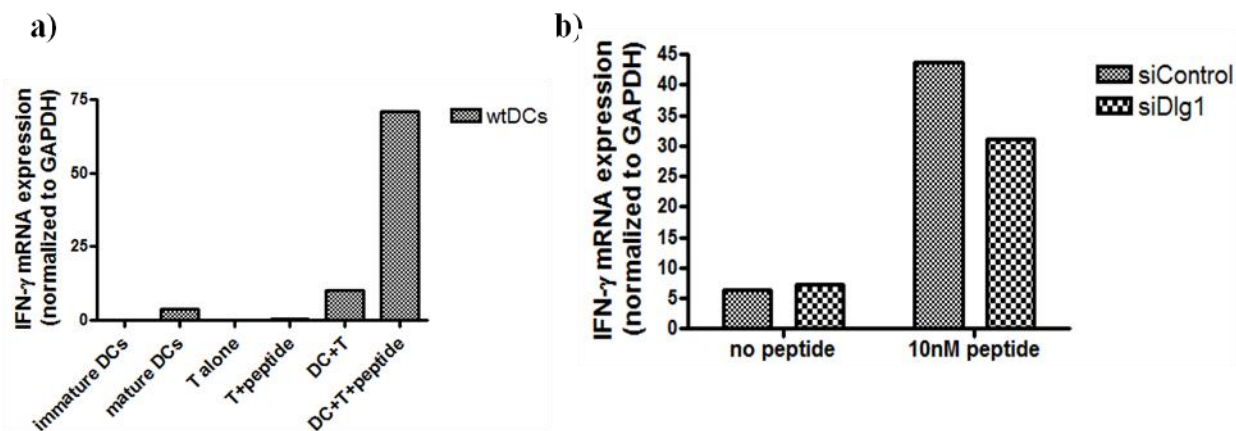 a)
IFN-γ mRNA expression
(normalized to GAPDH)
75
50
25
0
immature DCs
mature DCs
T alone
T+peptide
DC+T
DC+T+peptide
wtDCs
b)
IFN-γ mRNA expression
(normalized to GAPDH)
45
40
35
30
25
20
15
10
5
0
no peptide
10nM peptide
siControl
siDlg1